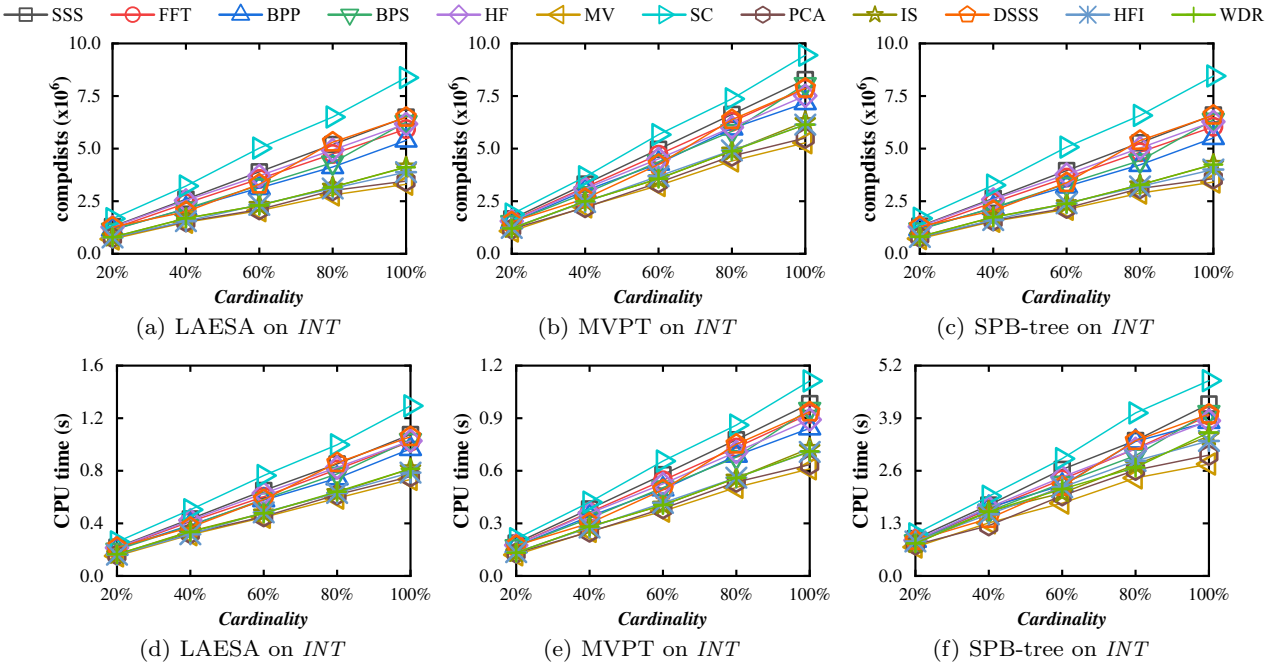 SSS FFT BPP BPS HF MV SC PCA IS DSSS HFI WDR
compdists (x10⁶)
10.0
7.5
5.0
2.5
0.0
20% 40% 60% 80% 100%
Cardinality
(a) LAESA on INT
compdists (x10⁶)
10.0
7.5
5.0
2.5
0.0
20% 40% 60% 80% 100%
Cardinality
(b) MVPT on INT
compdists (x10⁶)
10.0
7.5
5.0
2.5
0.0
20% 40% 60% 80% 100%
Cardinality
(c) SPB-tree on INT
CPU time (s)
1.6
1.2
0.8
0.4
0.0
20% 40% 60% 80% 100%
Cardinality
(d) LAESA on INT
CPU time (s)
1.2
0.9
0.6
0.3
0.0
20% 40% 60% 80% 100%
Cardinality
(e) MVPT on INT
CPU time (s)
5.2
3.9
2.6
1.3
0.0
20% 40% 60% 80% 100%
Cardinality
(f) SPB-tree on INT